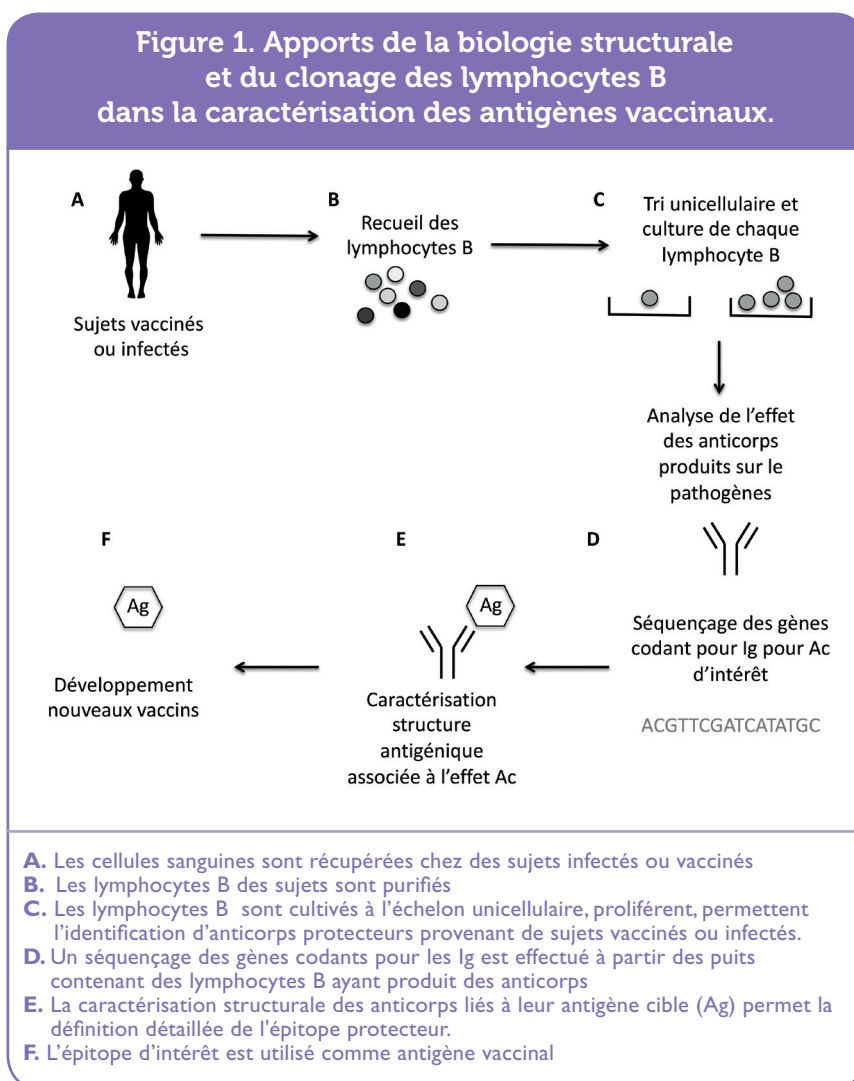 Figure 1. Apports de la biologie structurale
et du clonage des lymphocytes B
dans la caractérisation des antigènes vaccinaux.
A
Sujets vaccinés
ou infectés
B
Recueil des
lymphocytes B
C
Tri unicellulaire et
culture de chaque
lymphocyte B
Analyse de l'effet
des anticorps
produits sur le
pathogènes
D
Séquençage des gènes
codant pour Ig pour Ac
d'intérêt
ACGTTCGATCATATGC
E
Ag
Caractérisation
structure
antigénique
associée à l'effet Ac
F
Ag
Développement
nouveaux vaccins
A. Les cellules sanguines sont récupérées chez des sujets infectés ou vaccinés
B. Les lymphocytes B des sujets sont purifiés
C. Les lymphocytes B sont cultivés à l'échelon unicellulaire, prolifèrent, permettent
l'identification d'anticorps protecteurs provenant de sujets vaccinés ou infectés.
D. Un séquençage des gènes codants pour les Ig est effectué à partir des puits
contenant des lymphocytes B ayant produit des anticorps
E. La caractérisation structurale des anticorps liés à leur antigène cible (Ag) permet la
définition détaillée de l'épitope protecteur.
F. L'épitope d'intérêt est utilisé comme antigène vaccinal